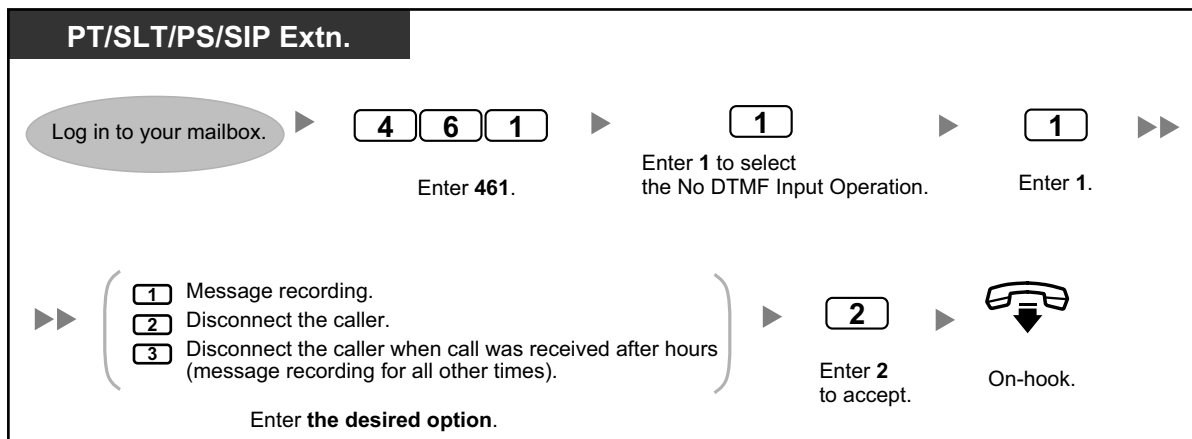 PT/SLT/PS/SIP Extn.
Log in to your mailbox.
4 6 1
Enter 461.
1
Enter 1 to select
the No DTMF Input Operation.
1
Enter 1.
1 Message recording.
2 Disconnect the caller.
3 Disconnect the caller when call was received after hours
(message recording for all other times).
Enter the desired option.
2
Enter 2
to accept.
On-hook.